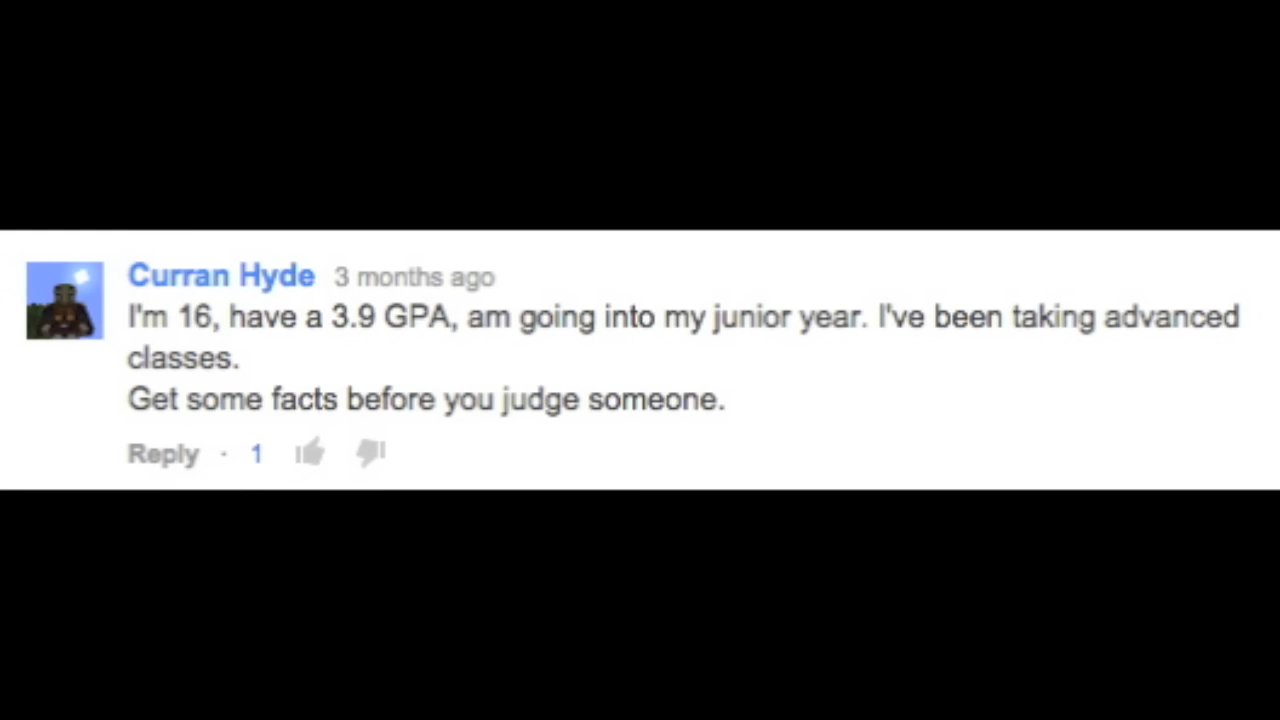 Curran Hyde 3 months ago
I'm 16, have a 3.9 GPA, am going into my junior year. I've been taking advanced
classes.
Get some facts before you judge someone.
Reply · 1